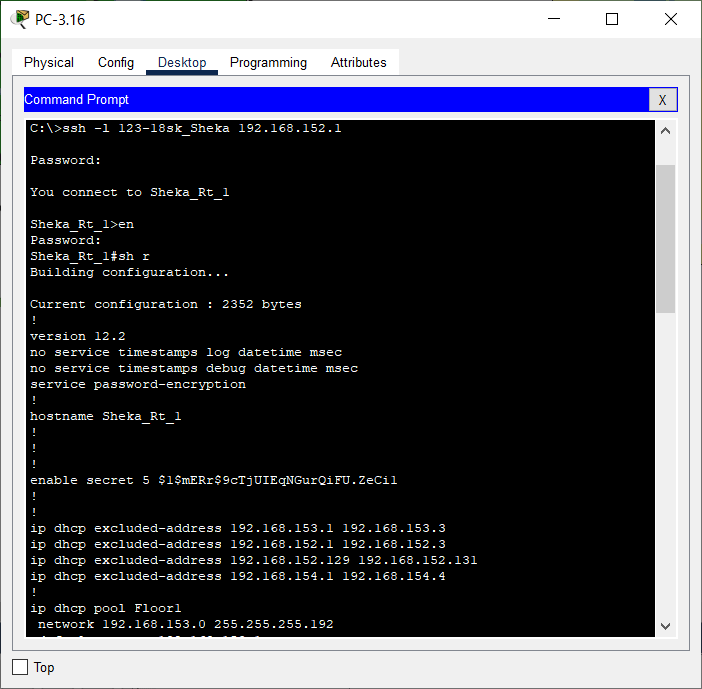 PC-3.16
Physical Config Desktop Programming Attributes
Command Prompt X
C:\>ssh -l 123-18sk_Sheka 192.168.152.1
Password:
You connect to Sheka_Rt_1
Sheka_Rt_1>en
Password:
Sheka_Rt_1#sh r
Building configuration...
Current configuration : 2352 bytes
!
version 12.2
no service timestamps log datetime msec
no service timestamps debug datetime msec
service password-encryption
!
hostname Sheka_Rt_1
!
!
!
enable secret 5 $1$mERr$9cTjUIEqNGurQiFU.ZeCi1
!
!
ip dhcp excluded-address 192.168.153.1 192.168.153.3
ip dhcp excluded-address 192.168.152.1 192.168.152.3
ip dhcp excluded-address 192.168.152.129 192.168.152.131
ip dhcp excluded-address 192.168.154.1 192.168.154.4
!
ip dhcp pool Floor1
network 192.168.153.0 255.255.255.192
Top